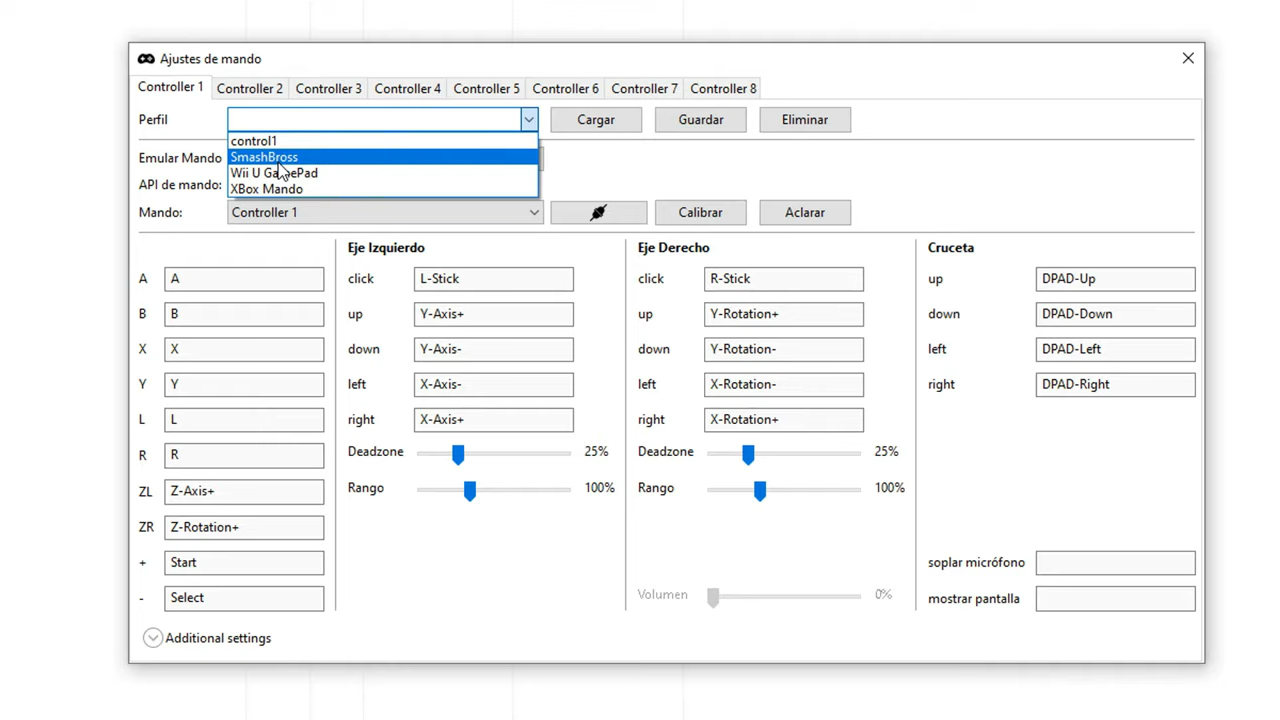 Ajustes de mando
Controller 1 Controller 2 Controller 3 Controller 4 Controller 5 Controller 6 Controller 7 Controller 8
Perfil Cargar Guardar Eliminar
control1
Emular Mando SmashBross
Wii U GamePad
API de mando: XBox Mando
Mando: Controller 1 Calibrar Aclarar
Eje Izquierdo Eje Derecho Cruceta
A A click L-Stick click R-Stick up DPAD-Up
B B up Y-Axis+ up Y-Rotation+ down DPAD-Down
X X down Y-Axis- down Y-Rotation- left DPAD-Left
Y Y left X-Axis- left X-Rotation- right DPAD-Right
L L right X-Axis+ right X-Rotation+
R R Deadzone 25% Deadzone 25%
ZL Z-Axis+ Rango 100% Rango 100%
ZR Z-Rotation+
+ Start soplar micrófono
- Select Volumen 0% mostrar pantalla
Additional settings